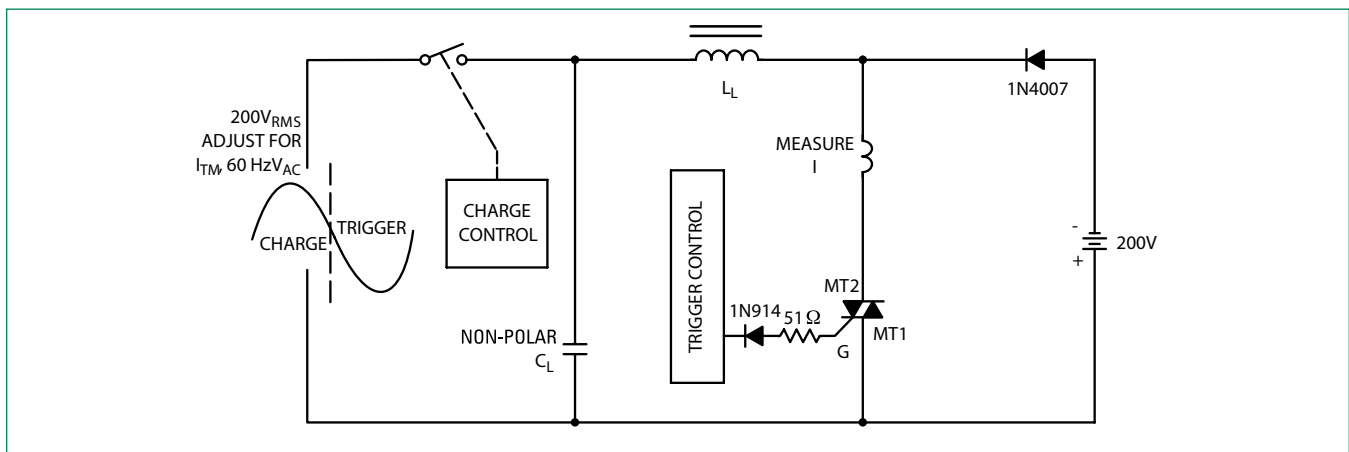 200V_RMS
ADJUST FOR
I_TM, 60 HzV_AC
CHARGE
TRIGGER
CHARGE
CONTROL
NON-POLAR
C_L
L_L
TRIGGER CONTROL
MEASURE
I
1N914
51 Ω
G
MT2
MT1
1N4007
-
+
200V